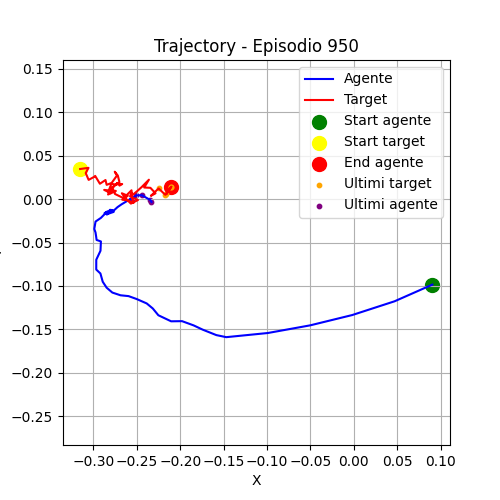 Trajectory - Episodio 950
0.15
0.10
0.05
0.00
−0.05
−0.10
−0.15
−0.20
−0.25
Agente
Target
Start agente
Start target
End agente
Ultimi target
Ultimi agente
−0.30 −0.25 −0.20 −0.15 −0.10 −0.05 0.00 0.05 0.10
X